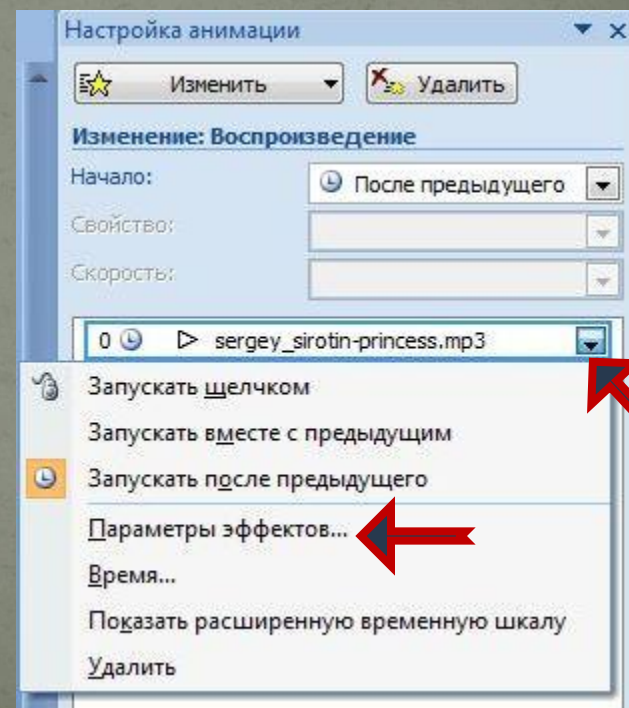 Настройка анимации
Изменить Удалить
Изменение: Воспроизведение
Начало: После предыдущего
Свойство:
Скорость:
0 sergey_sirotin-princess.mp3
Запускать щелчком
Запускать вместе с предыдущим
Запускать после предыдущего
Параметры эффектов...
Время...
Показать расширенную временную шкалу
Удалить